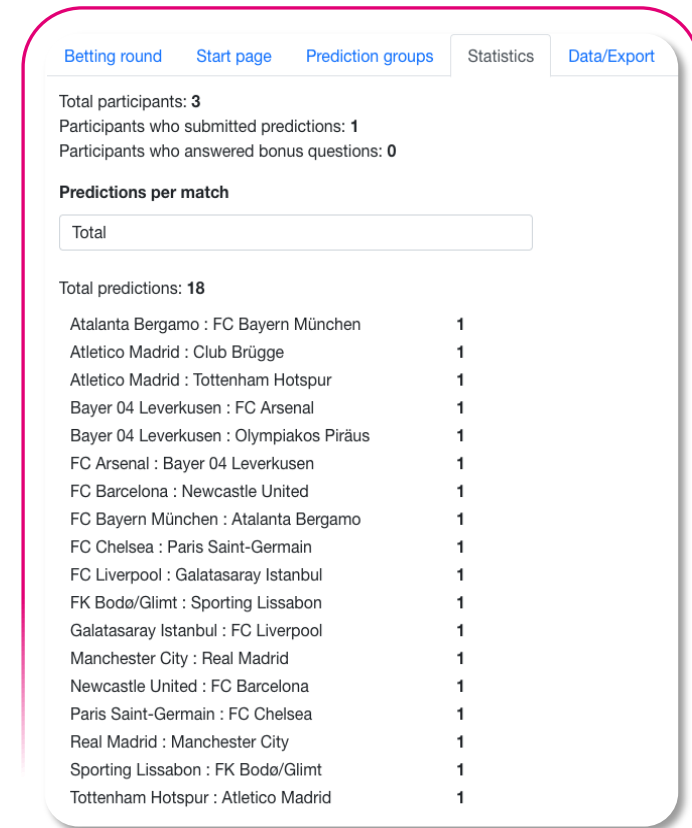 Betting round Start page Prediction groups Statistics Data/Export
Total participants: 3
Participants who submitted predictions: 1
Participants who answered bonus questions: 0
Predictions per match
Total
Total predictions: 18
Atalanta Bergamo : FC Bayern München 1
Atletico Madrid : Club Brügge 1
Atletico Madrid : Tottenham Hotspur 1
Bayer 04 Leverkusen : FC Arsenal 1
Bayer 04 Leverkusen : Olympiakos Piräus 1
FC Arsenal : Bayer 04 Leverkusen 1
FC Barcelona : Newcastle United 1
FC Bayern München : Atalanta Bergamo 1
FC Chelsea : Paris Saint-Germain 1
FC Liverpool : Galatasaray Istanbul 1
FK Bodø/Glimt : Sporting Lissabon 1
Galatasaray Istanbul : FC Liverpool 1
Manchester City : Real Madrid 1
Newcastle United : FC Barcelona 1
Paris Saint-Germain : FC Chelsea 1
Real Madrid : Manchester City 1
Sporting Lissabon : FK Bodø/Glimt 1
Tottenham Hotspur : Atletico Madrid 1